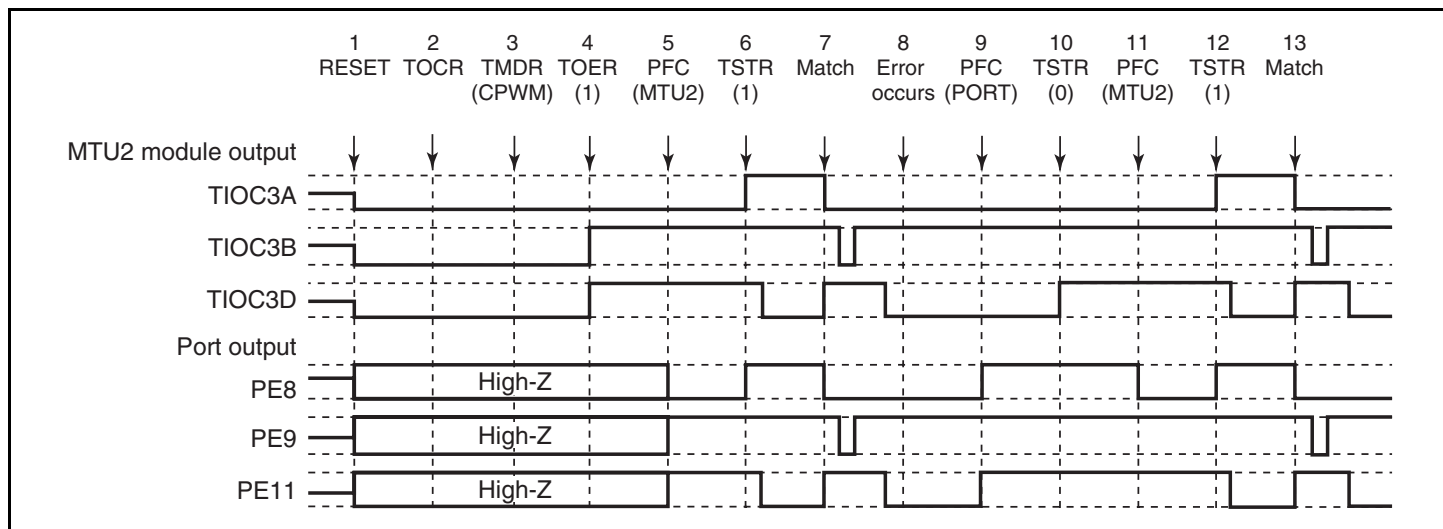 1 2 3 4 5 6 7 8 9 10 11 12 13
RESET TOCR TMDR TOER PFC TSTR Match Error PFC TSTR PFC TSTR Match
(CPWM) (1) (MTU2) (1) occurs (PORT) (0) (MTU2) (1)
MTU2 module output
TIOC3A
TIOC3B
TIOC3D
Port output
PE8 High-Z
PE9 High-Z
PE11 High-Z